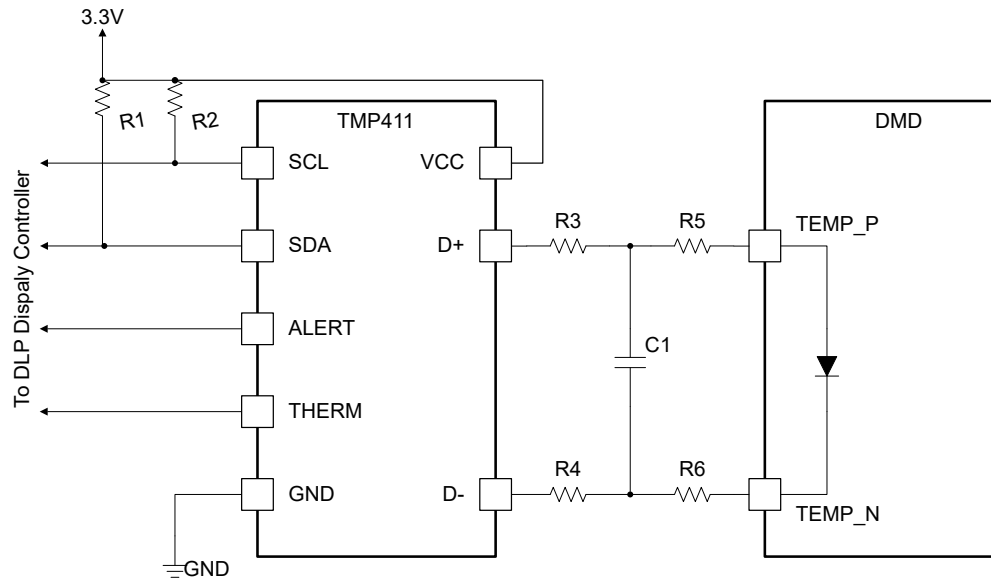 3.3V
R1
R2
TMP411
DMD
SCL
VCC
R3
R5
TEMP_P
SDA
D+
ALERT
C1
THERM
R4
R6
GND
D-
TEMP_N
GND
To DLP Dispaly Controller